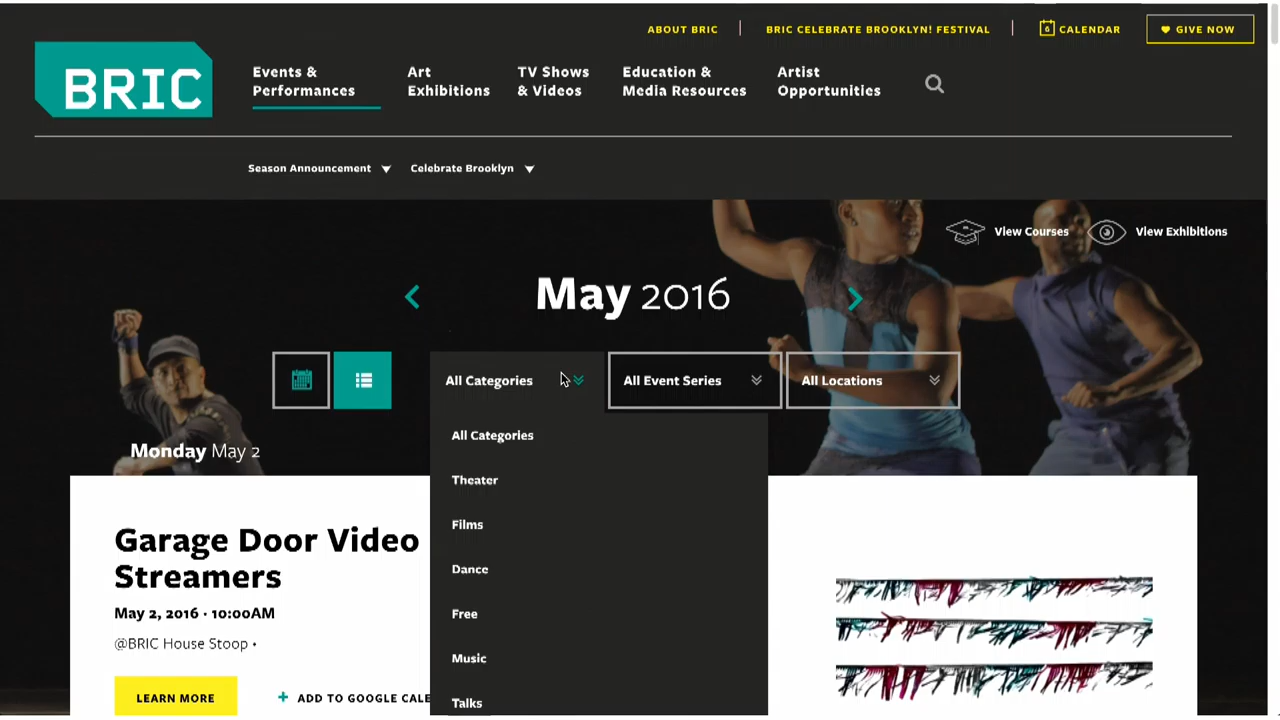 ABOUT BRIC
BRIC CELEBRATE BROOKLYN! FESTIVAL
6 CALENDAR
GIVE NOW
BRIC
Events &
Performances
Art
Exhibitions
TV Shows
& Videos
Education &
Media Resources
Artist
Opportunities
Season Announcement
Celebrate Brooklyn
View Courses
View Exhibitions
May 2016
All Categories
All Event Series
All Locations
All Categories
Theater
Films
Dance
Free
Music
Talks
Monday May 2
Garage Door Video
Streamers
May 2, 2016 · 10:00AM
@BRIC House Stoop •
LEARN MORE
+ ADD TO GOOGLE CALE